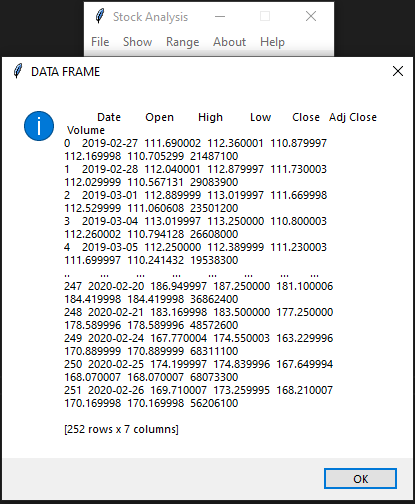 Stock Analysis
File Show Range About Help
DATA FRAME
Date Open High Low Close Adj Close
Volume
0 2019-02-27 111.690002 112.360001 110.879997
112.169998 110.705299 21487100
1 2019-02-28 112.040001 112.879997 111.730003
112.029999 110.567131 29083900
2 2019-03-01 112.889999 113.019997 111.669998
112.529999 111.060608 23501200
3 2019-03-04 113.019997 113.250000 110.800003
112.260002 110.794128 26608000
4 2019-03-05 112.250000 112.389999 111.230003
111.699997 110.241432 19538300
.. ... ... ... ... ... ... ...
247 2020-02-20 186.949997 187.250000 181.100006
184.419998 184.419998 36862400
248 2020-02-21 183.169998 183.500000 177.250000
178.589996 178.589996 48572600
249 2020-02-24 167.770004 174.550003 163.229996
170.889999 170.889999 68311100
250 2020-02-25 174.199997 174.839996 167.649994
168.070007 168.070007 68073300
251 2020-02-26 169.710007 173.259995 168.210007
170.169998 170.169998 56206100
[252 rows x 7 columns]
OK